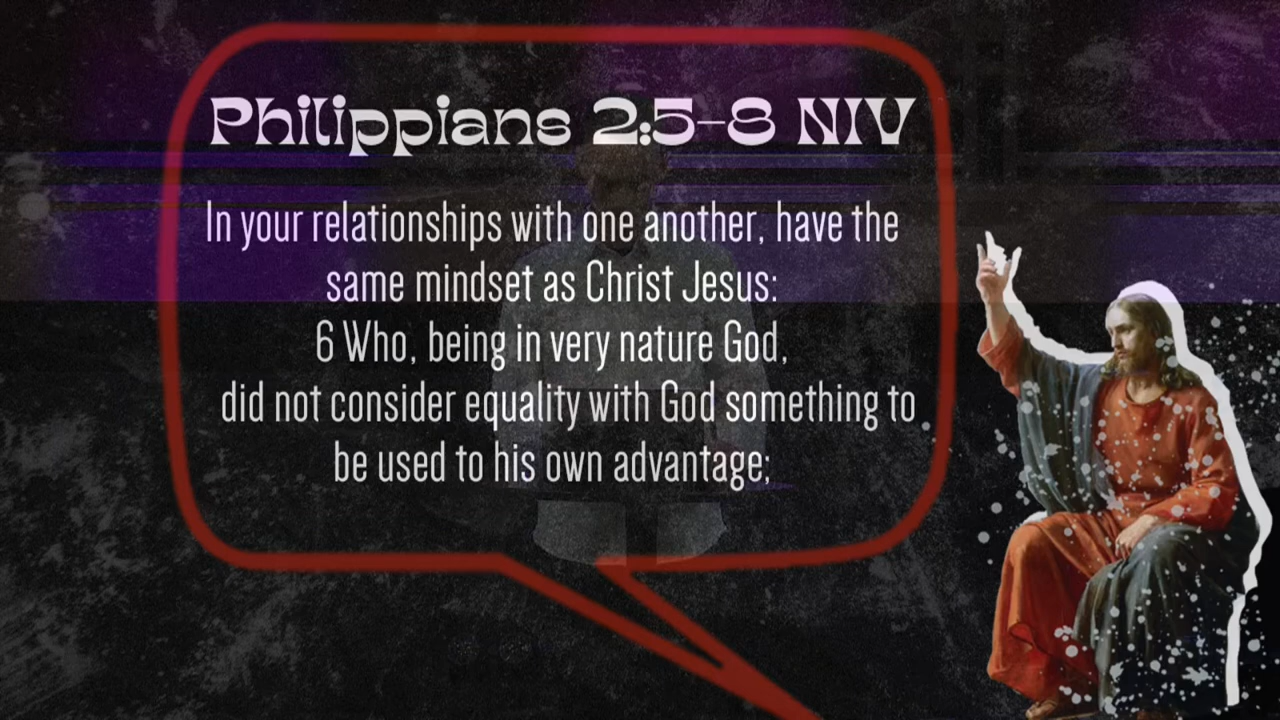 Philippians 2:5–8 NIV
In your relationships with one another, have the
same mindset as Christ Jesus:
6 Who, being in very nature God,
did not consider equality with God something to
be used to his own advantage;